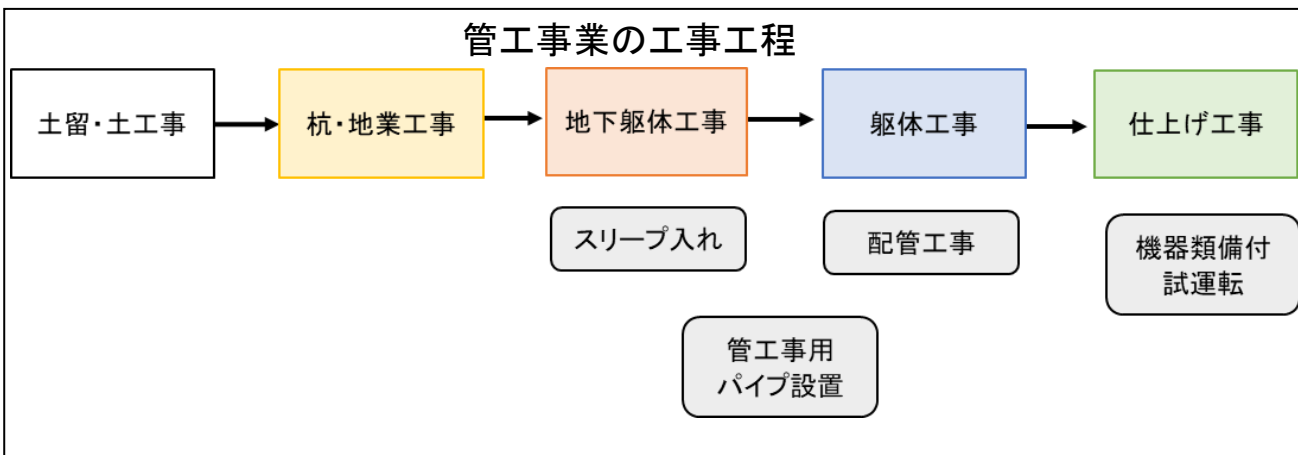 管工事業の工事工程
土留・土工事
杭・地業工事
地下躯体工事
躯体工事
仕上げ工事
スリープ入れ
配管工事
機器類備付
試運転
管工事用
パイプ設置